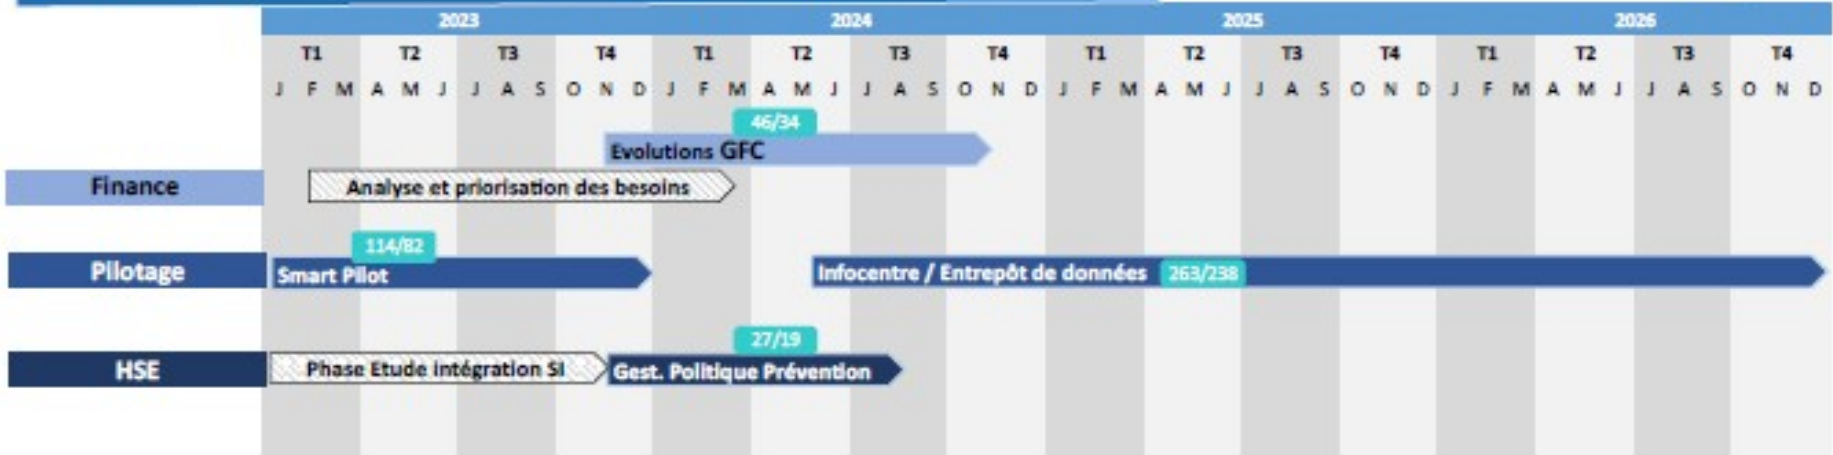 2023 2024 2025 2026
T1 T2 T3 T4 T1 T2 T3 T4 T1 T2 T3 T4 T1 T2 T3 T4
J F M A M J J A S O N D J F M A M J J A S O N D J F M A M J J A S O N D J F M A M J J A S O N D
46/34
Evolutions GFC
Finance
Analyse et priorisation des besoins
114/82
Pilotage
Smart Pilot
Infocentre / Entrepôt de données
263/238
27/19
HSE
Phase Etude intégration SI
Gest. Politique Prévention